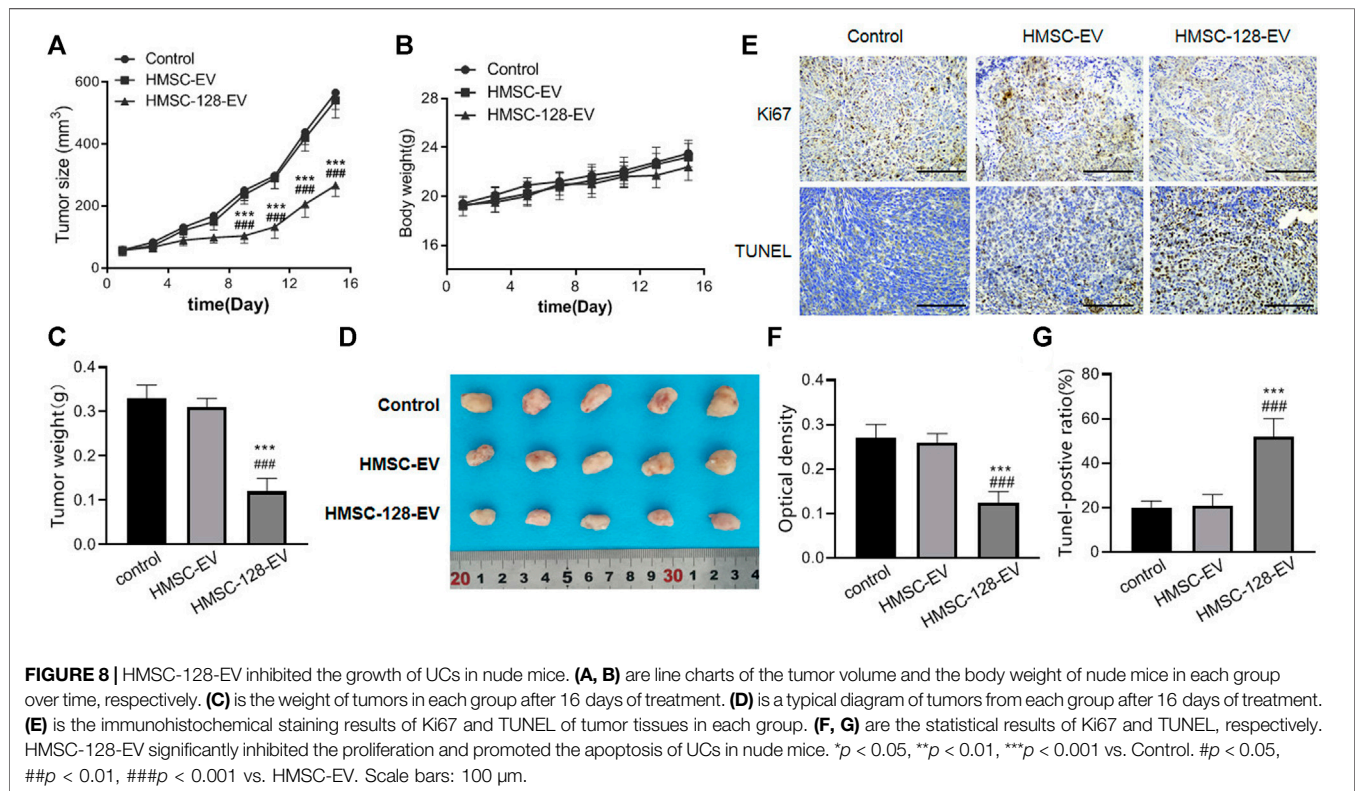 A
Control
HMSC-EV
HMSC-128-EV
Tumor size (mm³)
600
400
200
0
***
###
***
###
***
###
***
###
0 4 8 12 16
time(Day)
B
Control
HMSC-EV
HMSC-128-EV
Body weight(g)
28
24
20
16
0 4 8 12 16
time(Day)
E
Control HMSC-EV HMSC-128-EV
Ki67
TUNEL
C
Tumor weight(g)
0.4
0.3
0.2
0.1
0.0
***
###
control HMSC-EV HMSC-128-EV
D
Control
HMSC-EV
HMSC-128-EV
20 1 2 3 4 5 6 7 8 9 30 1 2 3 4
F
Optical density
0.4
0.3
0.2
0.1
0.0
***
###
control HMSC-EV HMSC-128-EV
G
Tunel-postive ratio(%)
80
60
40
20
0
***
###
control HMSC-EV HMSC-128-EV
FIGURE 8 | HMSC-128-EV inhibited the growth of UCs in nude mice. (A, B) are line charts of the tumor volume and the body weight of nude mice in each group
over time, respectively. (C) is the weight of tumors in each group after 16 days of treatment. (D) is a typical diagram of tumors from each group after 16 days of treatment.
(E) is the immunohistochemical staining results of Ki67 and TUNEL of tumor tissues in each group. (F, G) are the statistical results of Ki67 and TUNEL, respectively.
HMSC-128-EV significantly inhibited the proliferation and promoted the apoptosis of UCs in nude mice. *p < 0.05, **p < 0.01, ***p < 0.001 vs. Control. #p < 0.05,
##p < 0.01, ###p < 0.001 vs. HMSC-EV. Scale bars: 100 µm.